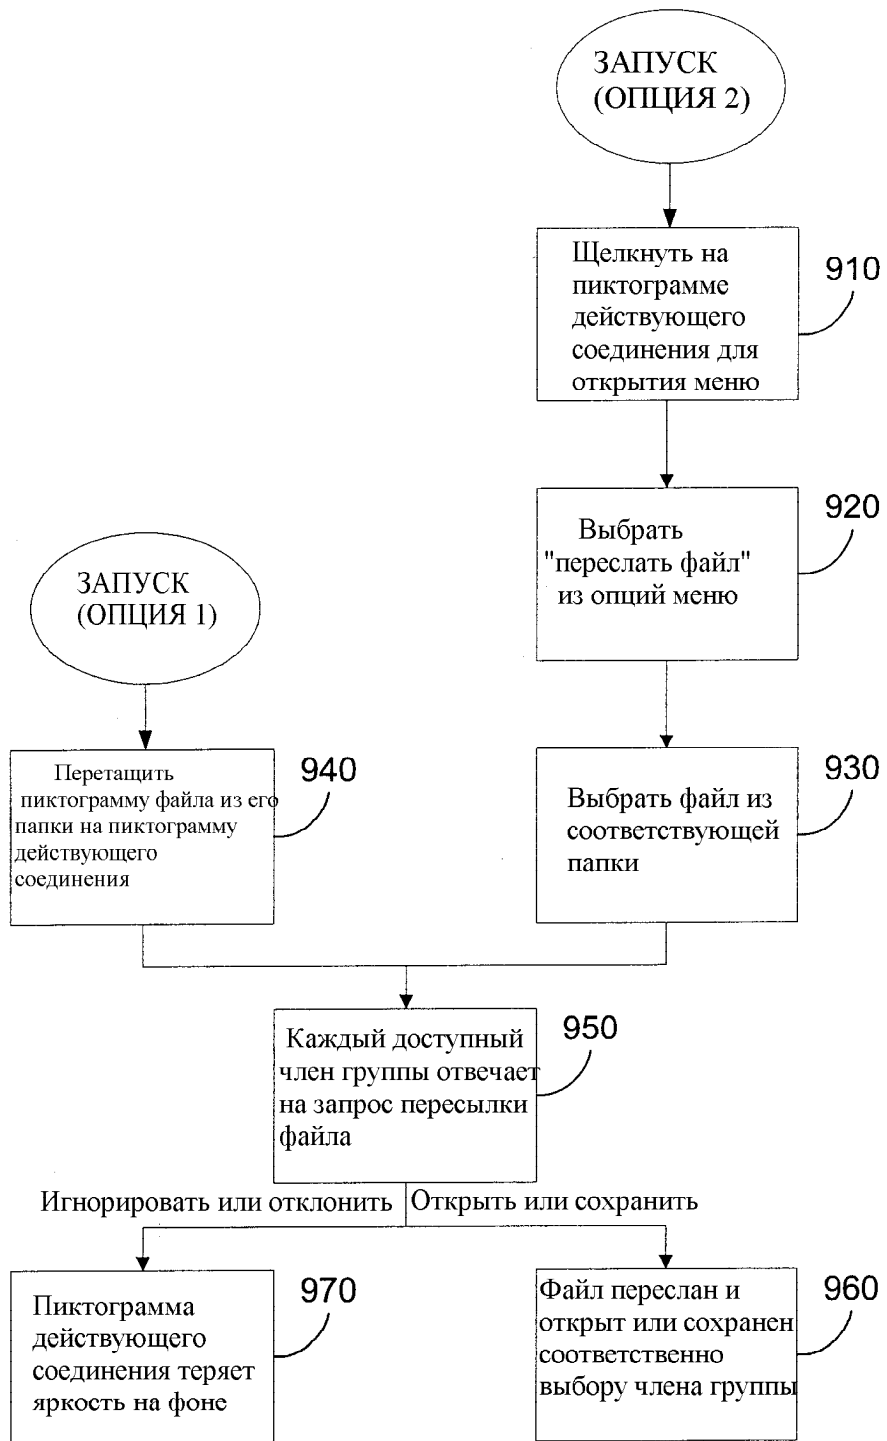 ЗАПУСК
(ОПЦИЯ 2)
Щелкнуть на
пиктограмме
действующего
соединения для
открытия меню
910
Выбрать
"переслать файл"
из опций меню
920
ЗАПУСК
(ОПЦИЯ 1)
Перетащить
пиктограмму файла из его
папки на пиктограмму
действующего
соединения
940
Выбрать файл из
соответствующей
папки
930
Каждый доступный
член группы отвечает
на запрос пересылки
файла
950
Игнорировать или отклонить
Открыть или сохранить
Пиктограмма
действующего
соединения теряет
яркость на фоне
970
Файл переслан и
открыт или сохранен
соответственно
выбору члена группы
960